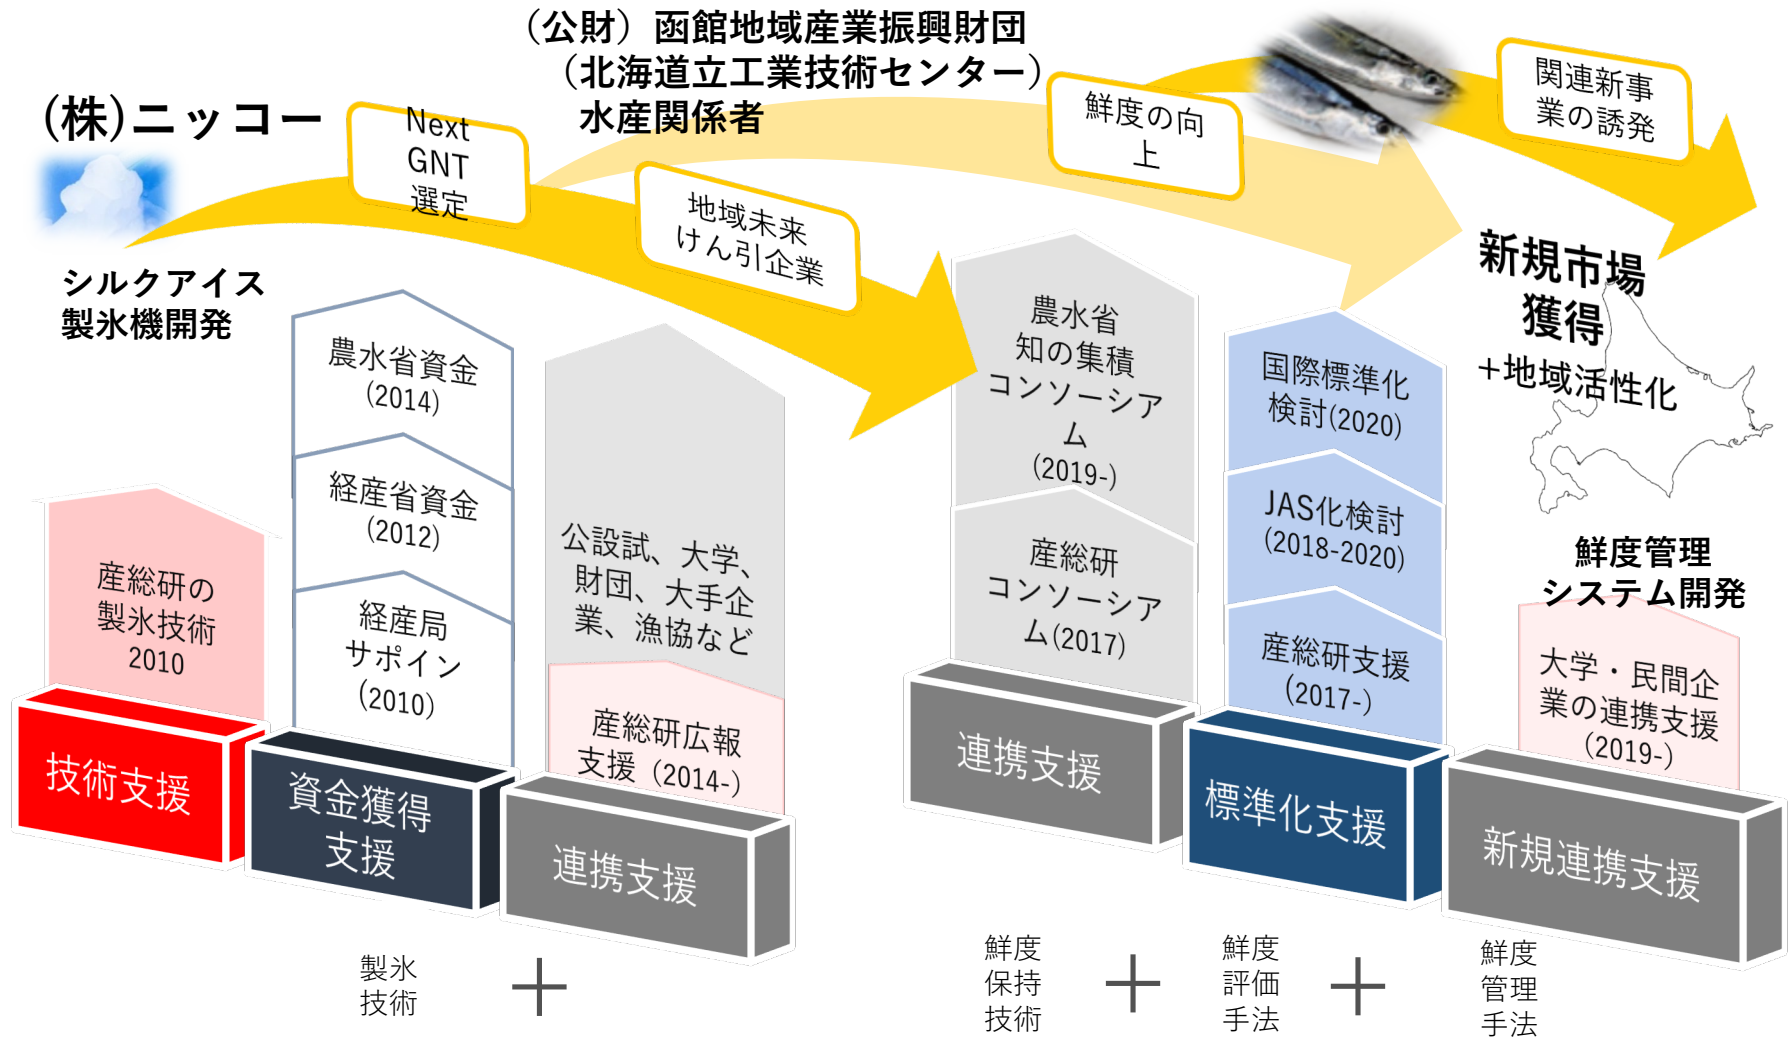 （公財）函館地域産業振興財団
（北海道立工業技術センター）
水産関係者
(株)ニッコー
Next
GNT
選定
地域未来
けん引企業
鮮度の向
上
関連新事
業の誘発
シルクアイス
製氷機開発
新規市場
獲得
+地域活性化
鮮度管理
システム開発
産総研の
製氷技術
2010
技術支援
農水省資金
(2014)
経産省資金
(2012)
経産局
サポイン
(2010)
資金獲得
支援
公設試、大学、
財団、大手企
業、漁協など
産総研広報
支援（2014-)
連携支援
農水省
知の集積
コンソーシア
ム
(2019-)
産総研
コンソーシア
ム(2017)
連携支援
国際標準化
検討(2020)
JAS化検討
(2018-2020)
産総研支援
(2017-)
標準化支援
大学・民間企
業の連携支援
(2019-)
新規連携支援
製氷
技術
＋
鮮度
保持
技術
＋
鮮度
評価
手法
＋
鮮度
管理
手法